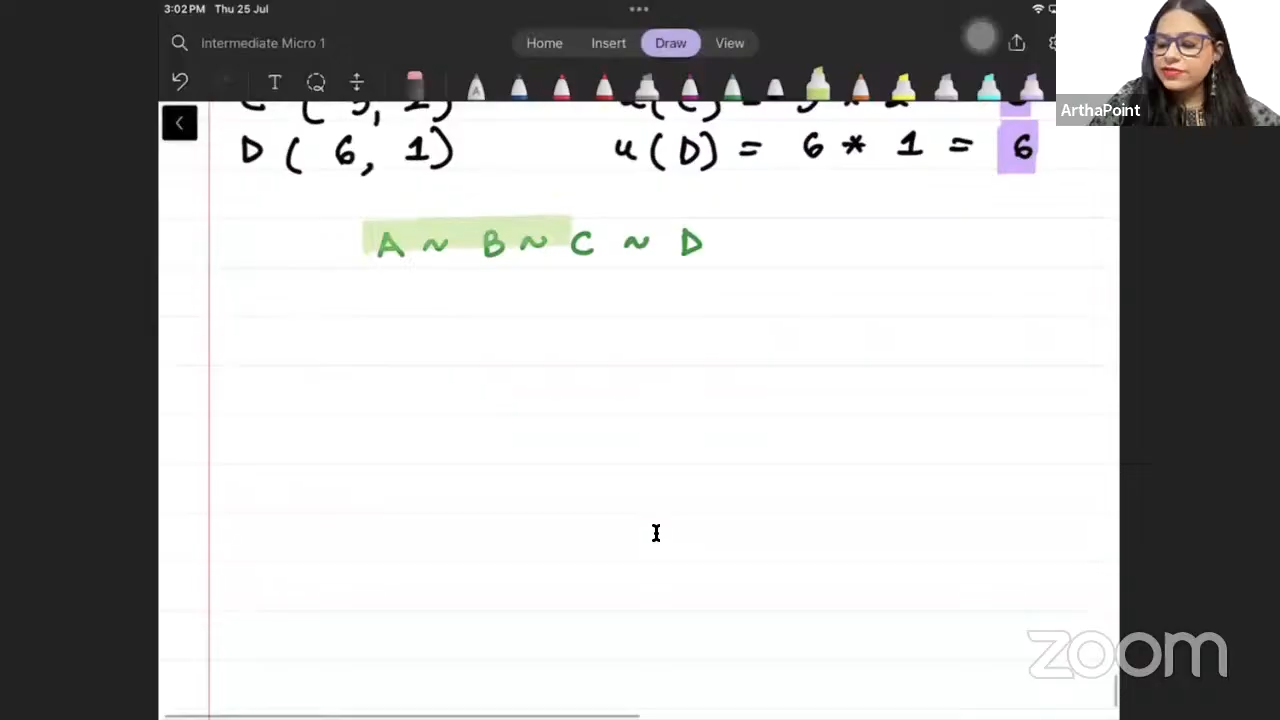 3:02 PM Thu 25 Jul
Intermediate Micro 1
Home Insert Draw View
ArthaPoint
D ( 6, 1) u ( D ) = 6 * 1 = 6
A ~ B ~ C ~ D
zoom